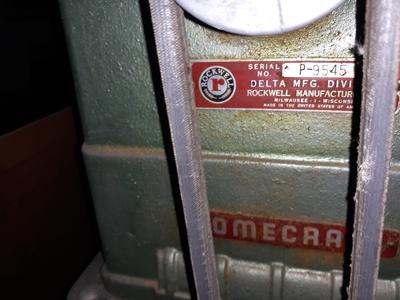 SERIAL
NO. P-9545
ROCKWELL
r
DELTA MFG. DIVI
ROCKWELL MANUFACTUR
MILWAUKEE - 1 - WISCONS
MADE IN THE UNITED STATES OF AM
OMECRA